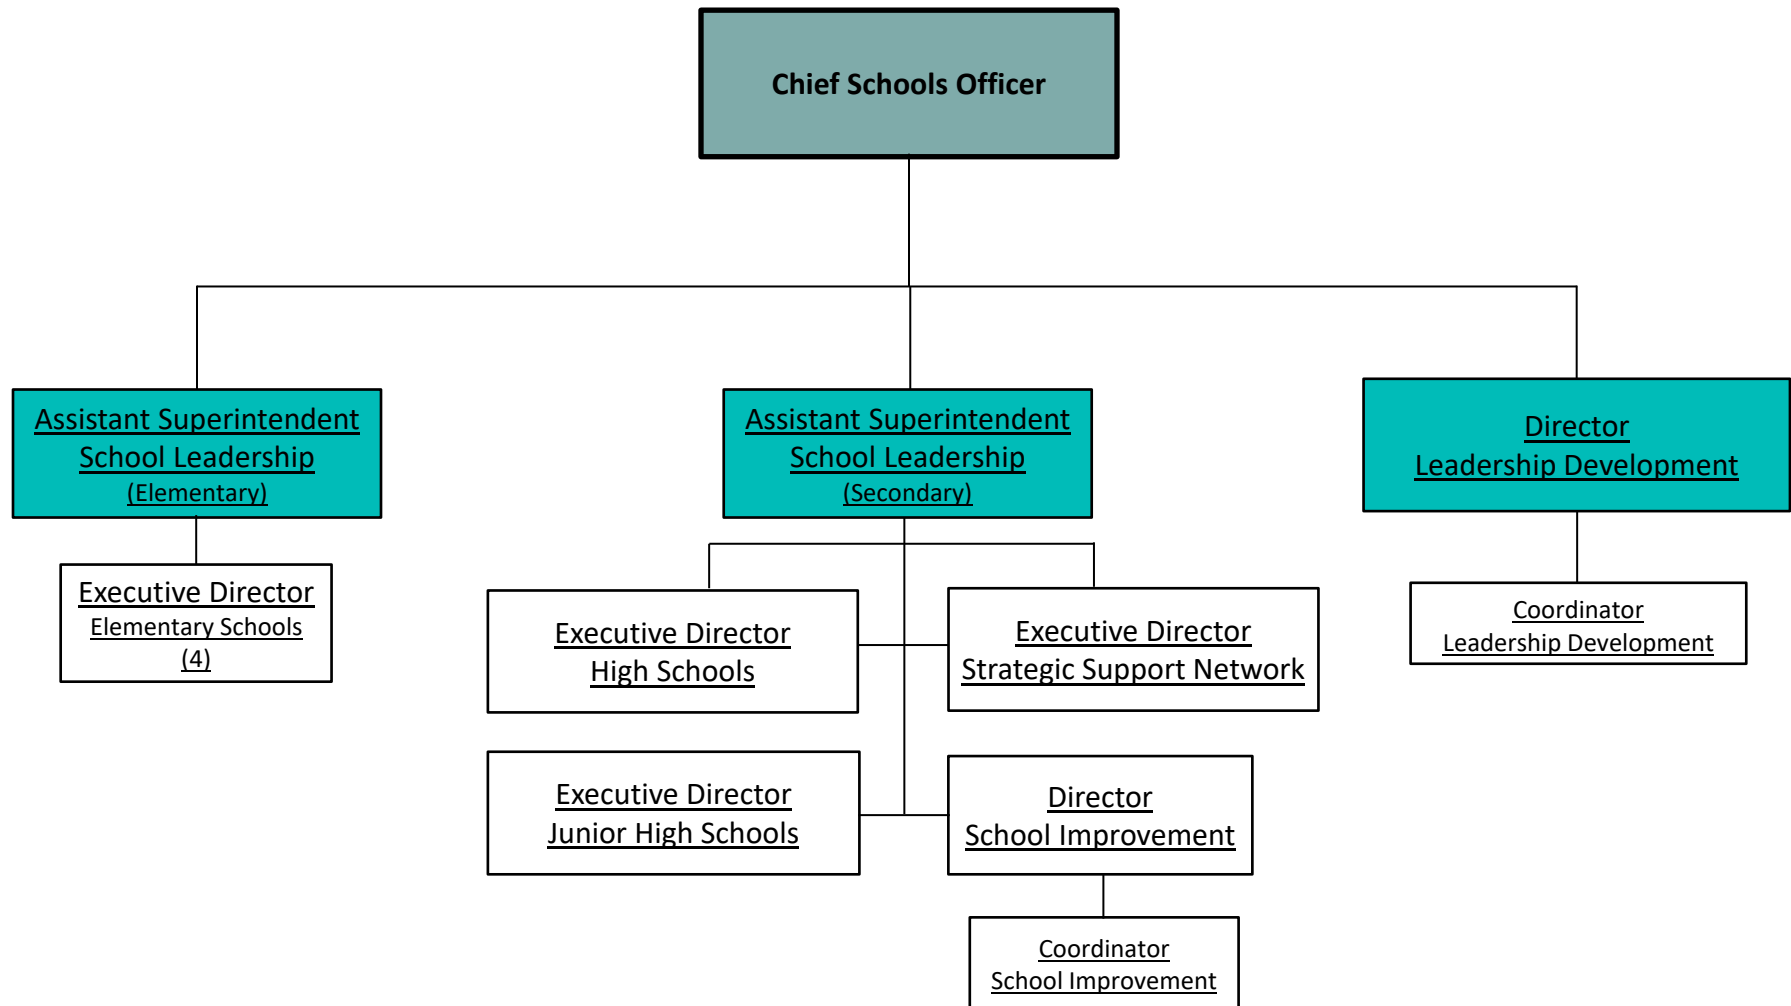 Chief Schools Officer
Assistant Superintendent
School Leadership
(Elementary)
Assistant Superintendent
School Leadership
(Secondary)
Director
Leadership Development
Executive Director
Elementary Schools
(4)
Executive Director
High Schools
Executive Director
Strategic Support Network
Coordinator
Leadership Development
Executive Director
Junior High Schools
Director
School Improvement
Coordinator
School Improvement